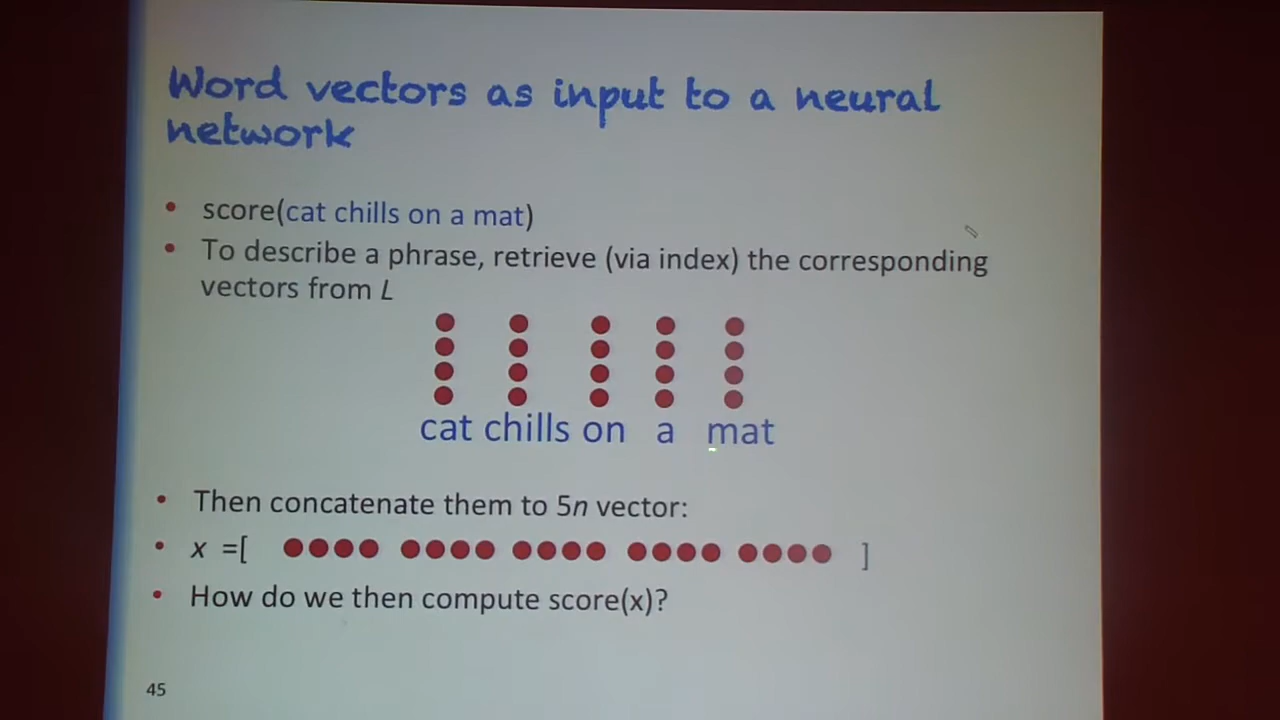 Word vectors as input to a neural
network
• score(cat chills on a mat)
• To describe a phrase, retrieve (via index) the corresponding
vectors from L
cat chills on a mat
• Then concatenate them to 5n vector:
• x =[ ]
• How do we then compute score(x)?
45